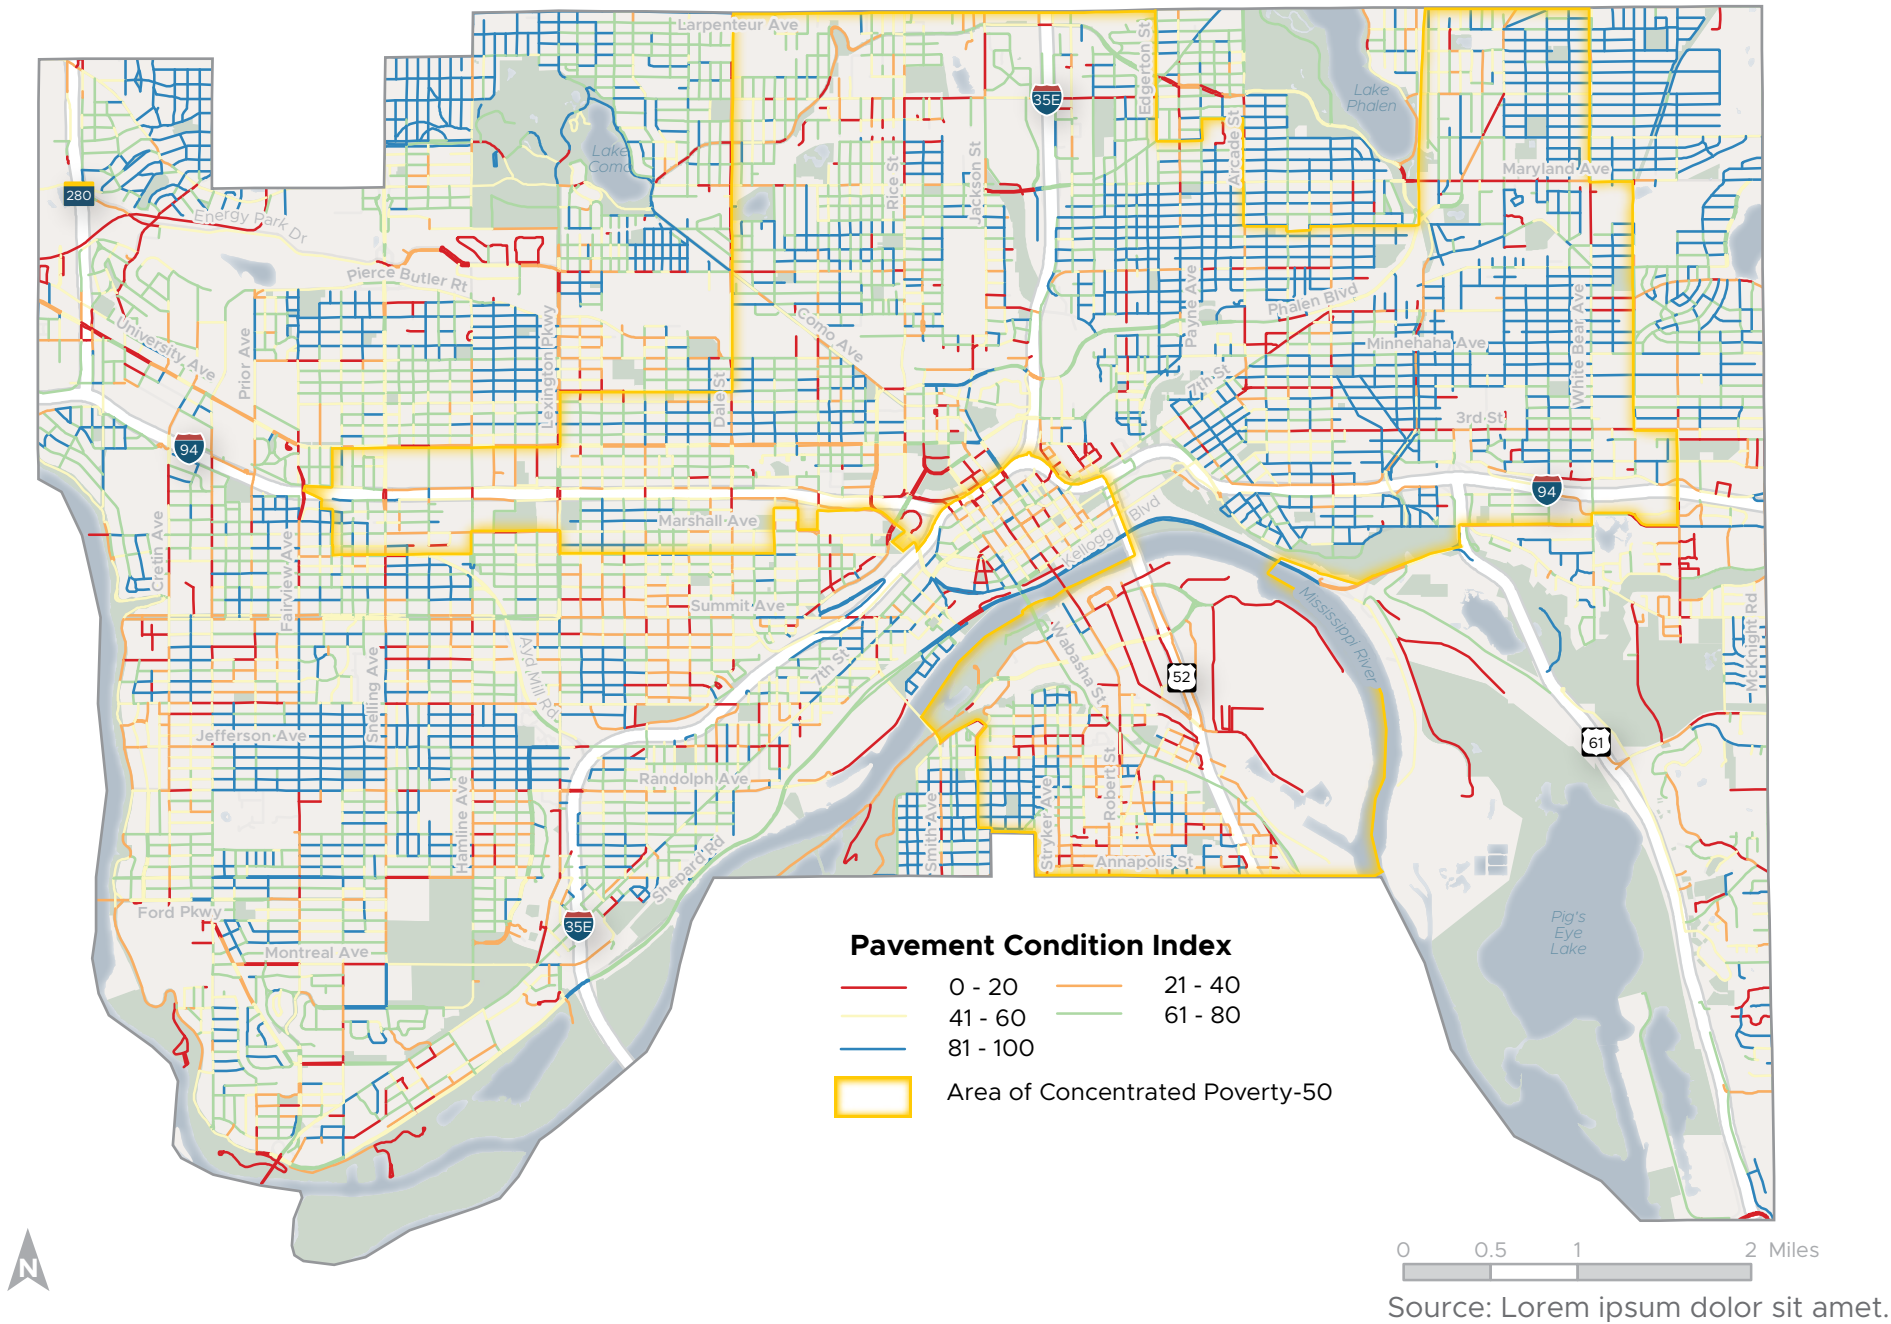 Larpenteur Ave
Edgerton St
35E
Lake
Phalen
Lake
Como
Rice St
Jackson St
Arcade St
Maryland Ave
280
Energy Park Dr
Pierce Butler Rt
University Ave
Prior Ave
Lexington Pkwy
Dale St
Como Ave
Payne Ave
Phalen Blvd
Minnehaha Ave
White Bear Ave
7th St
3rd St
94
94
Marshall Ave
Kellogg Blvd
Cretin Ave
Fairview Ave
Summit Ave
Mississippi River
McKnight Rd
Ayd Mill Rd
Snelling Ave
7th St
Wabasha St
52
61
Jefferson Ave
Randolph Ave
Hamline Ave
Smith Ave
Stryker Ave
Robert St
Annapolis St
Shepard Rd
Ford Pkwy
35E
Montreal Ave
Pig's
Eye
Lake
Pavement Condition Index
0 - 20
21 - 40
41 - 60
61 - 80
81 - 100
Area of Concentrated Poverty-50
N
0 0.5 1 2 Miles
Source: Lorem ipsum dolor sit amet.